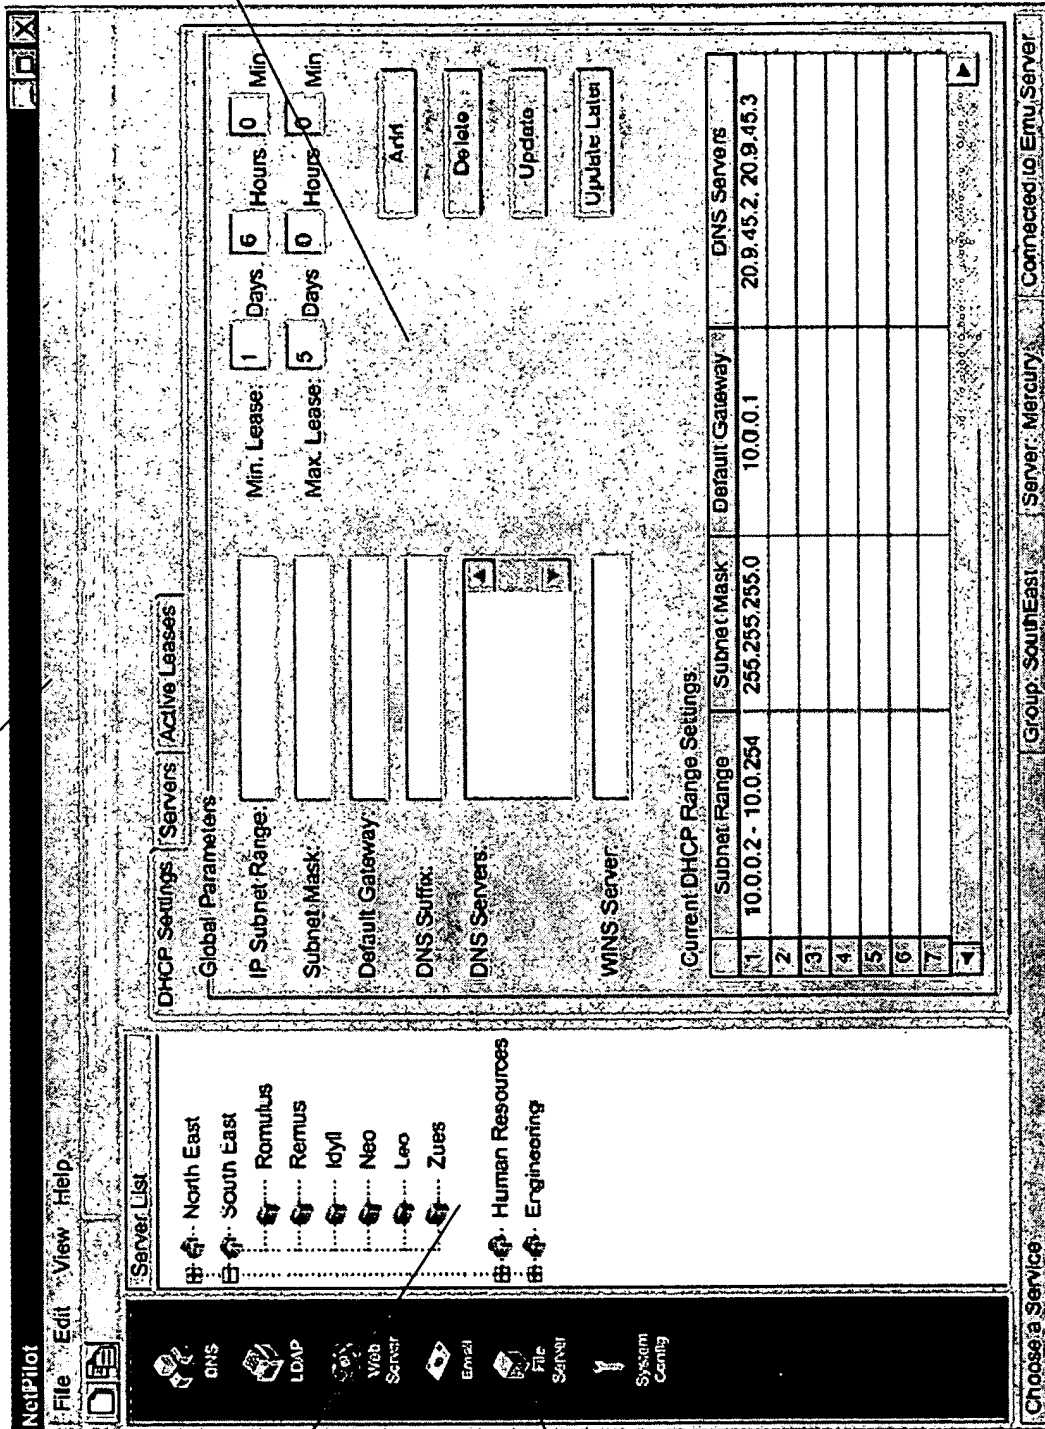 NetPilot
File Edit View Help
DNS
LDAP
Web Server
Email
File Server
System Config
Server List
North East
South East
Romulus
Remus
Idyll
Neo
Leo
Zues
Human Resources
Engineering
DHCP Settings Servers Active Leases
Global Parameters
IP Subnet Range: Min. Lease: 1 Days 6 Hours 0 Min
Subnet Mask: Max. Lease: 5 Days 0 Hours 0 Min
Default Gateway
DNS Suffix:
DNS Servers:
WINS Server:
Add
Delete
Update
Update Later
Current DHCP Range Settings:
Subnet Range Subnet Mask Default Gateway DNS Servers
1 10.0.0.2 - 10.0.254 255.255.255.0 10.0.0.1 20.9.45.2, 20.9.45.3
2
3
4
5
6
7
Choose a Service Group: SouthEast Server: Mercury Connected to Emu Server